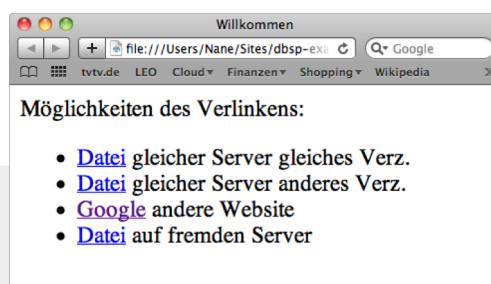 Willkommen
file:///Users/Nane/Sites/dbsp-exa
Google
tvtv.de LEO Cloud Finanzen Shopping Wikipedia
Möglichkeiten des Verlinkens:
Datei gleicher Server gleiches Verz.
Datei gleicher Server anderes Verz.
Google andere Website
Datei auf fremden Server